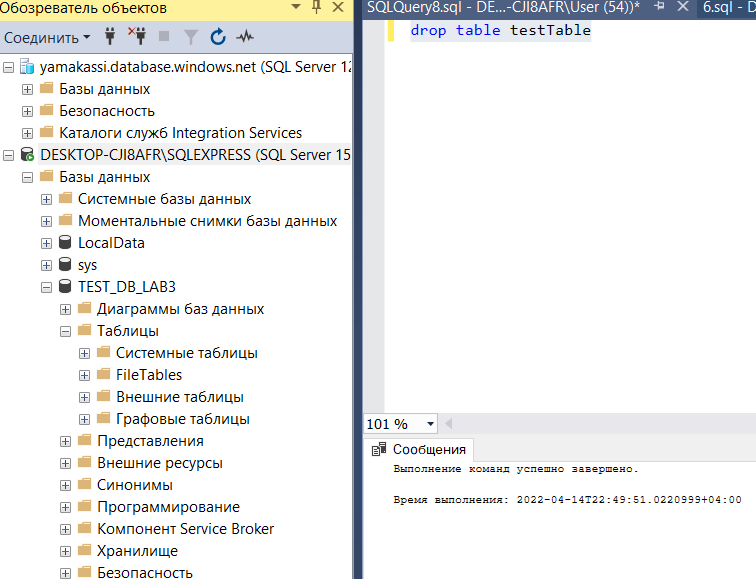 Обозреватель объектов
Соединить
yamakassi.database.windows.net (SQL Server 12
Базы данных
Безопасность
Каталоги служб Integration Services
DESKTOP-CJI8AFR\SQLEXPRESS (SQL Server 15
Базы данных
Системные базы данных
Моментальные снимки базы данных
LocalData
sys
TEST_DB_LAB3
Диаграммы баз данных
Таблицы
Системные таблицы
FileTables
Внешние таблицы
Графовые таблицы
Представления
Внешние ресурсы
Синонимы
Программирование
Компонент Service Broker
Хранилище
Безопасность
SQLQuery8.sql - DE...-CJI8AFR\User (54))*
6.sql - D
drop table testTable
101 %
Сообщения
Выполнение команд успешно завершено.
Время выполнения: 2022-04-14T22:49:51.0220999+04:00